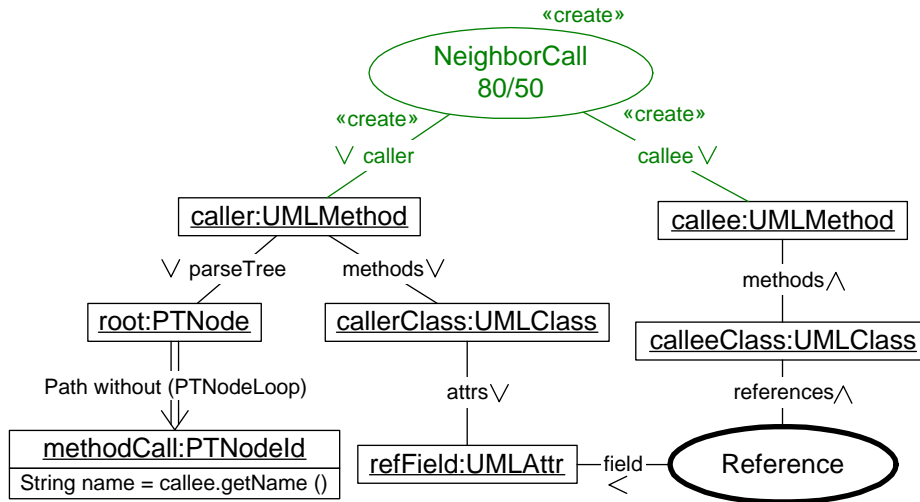 «create»
NeighborCall
80/50
«create»
«create»
caller
callee
caller:UMLMethod
callee:UMLMethod
parseTree
methods
methods
root:PTNode
callerClass:UMLClass
calleeClass:UMLClass
Path without (PTNodeLoop)
attrs
references
methodCall:PTNodeId
String name = callee.getName ()
refField:UMLAttr
field
Reference